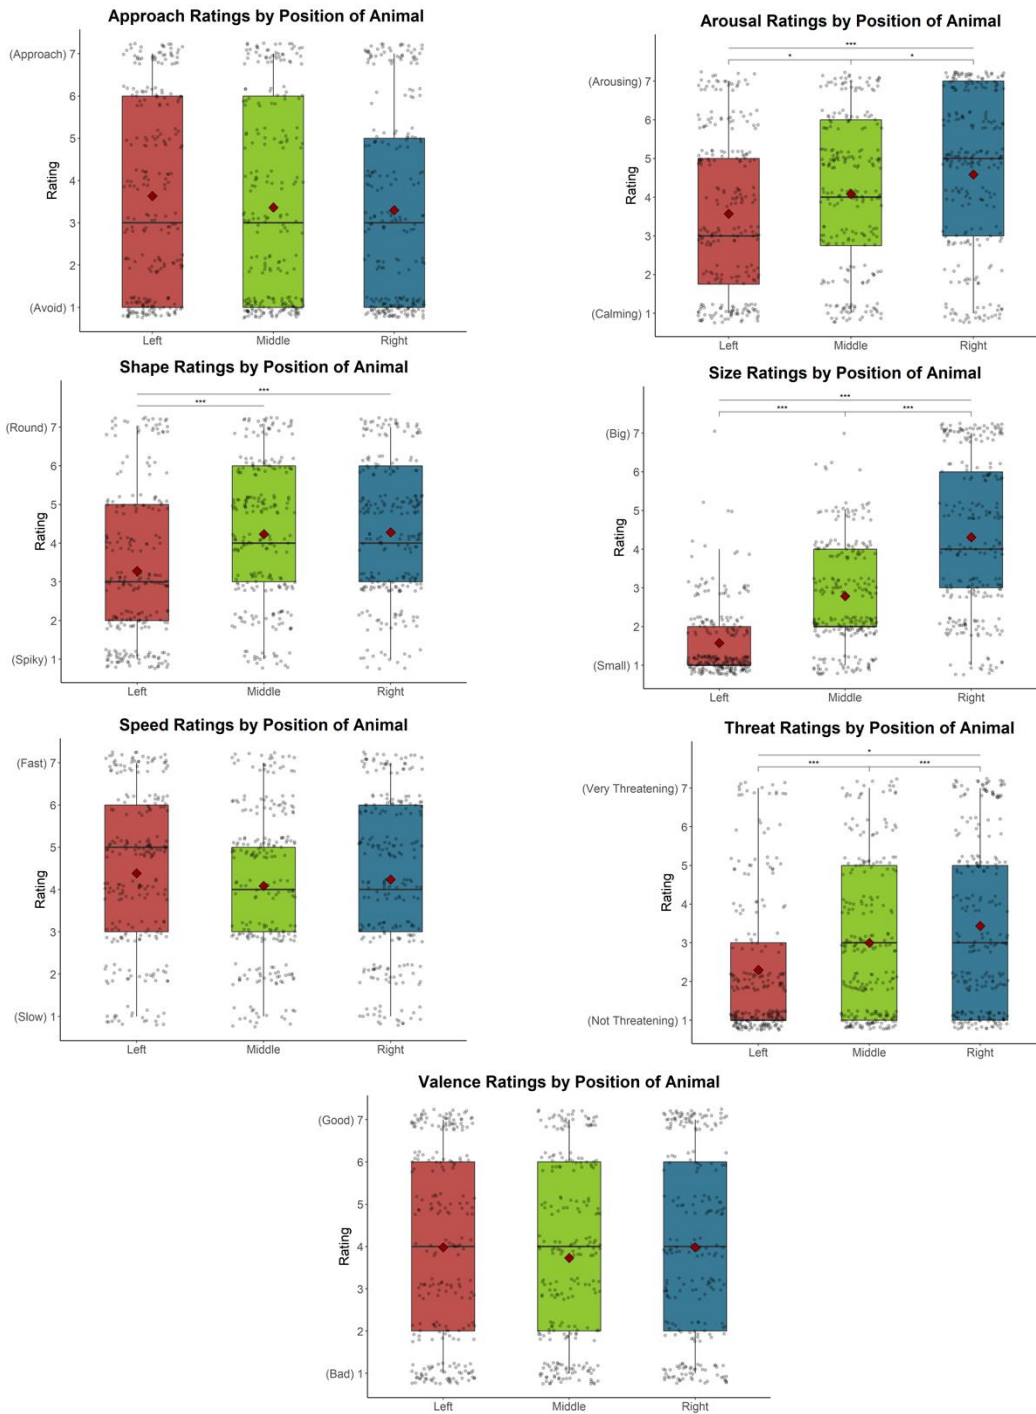 Approach Ratings by Position of Animal
(Approach) 7
6
5
4
3
2
(Avoid) 1
Rating
Left Middle Right
Arousal Ratings by Position of Animal
***
* *
(Arousing) 7
6
5
4
3
2
(Calming) 1
Rating
Left Middle Right
Shape Ratings by Position of Animal
***
***
(Round) 7
6
5
4
3
2
(Spiky) 1
Rating
Left Middle Right
Size Ratings by Position of Animal
***
*** ***
(Big) 7
6
5
4
3
2
(Small) 1
Rating
Left Middle Right
Speed Ratings by Position of Animal
(Fast) 7
6
5
4
3
2
(Slow) 1
Rating
Left Middle Right
Threat Ratings by Position of Animal
*
*** ***
(Very Threatening) 7
6
5
4
3
2
(Not Threatening) 1
Rating
Left Middle Right
Valence Ratings by Position of Animal
(Good) 7
6
5
4
3
2
(Bad) 1
Rating
Left Middle Right